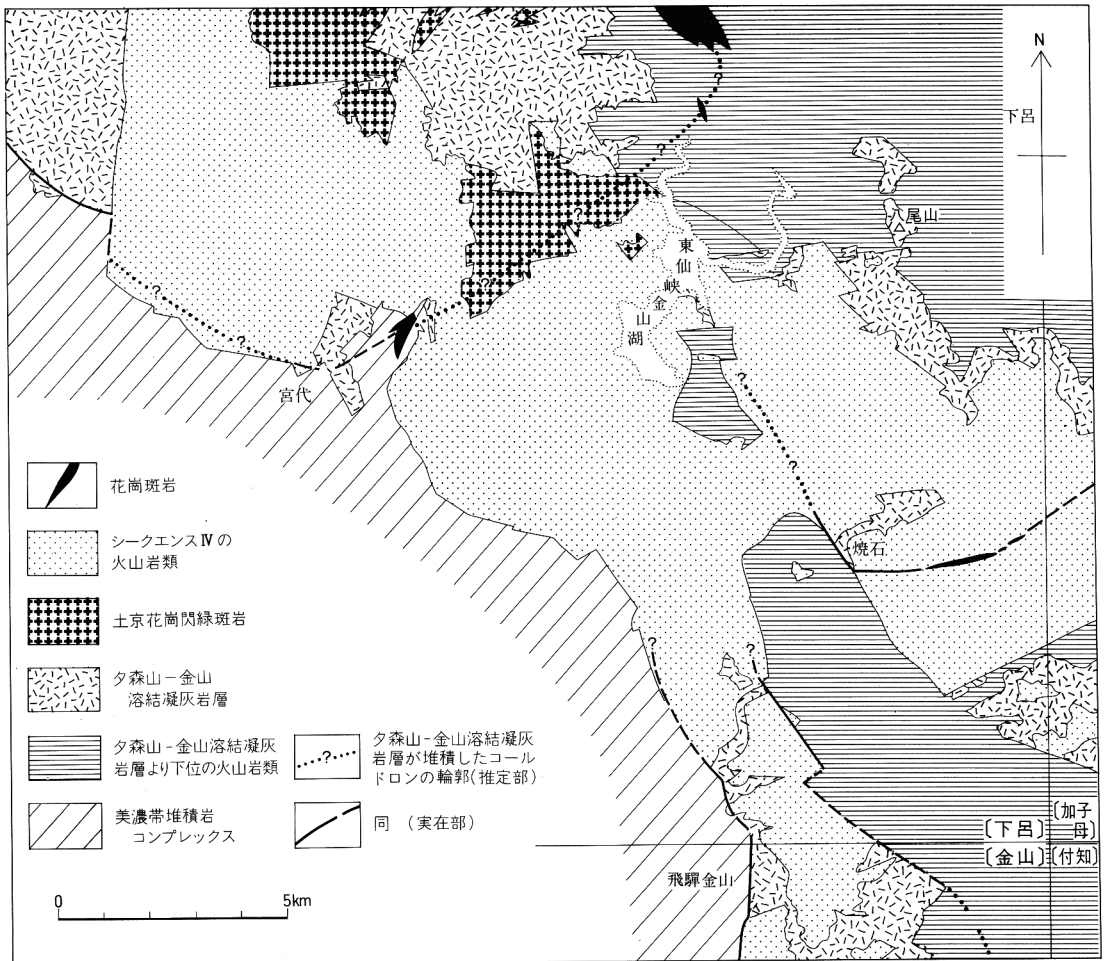 N
下呂
尾山
東仙峡金山湖
宮代
焼石
飛驒金山
〔下呂〕
〔加子母〕
〔金山〕
〔付知〕
花崗斑岩
シークエンスⅣの
火山岩類
土京花崗閃緑斑岩
夕森山－金山
溶結凝灰岩層
夕森山-金山溶結凝灰
岩層より下位の火山岩類
美濃帯堆積岩
コンプレックス
?
夕森山-金山溶結凝灰
岩層が堆積したコール
ドロンの輪郭(推定部)
同 (実在部)
0 5km
?
?
?
?
?
?
?
?
?
?
?